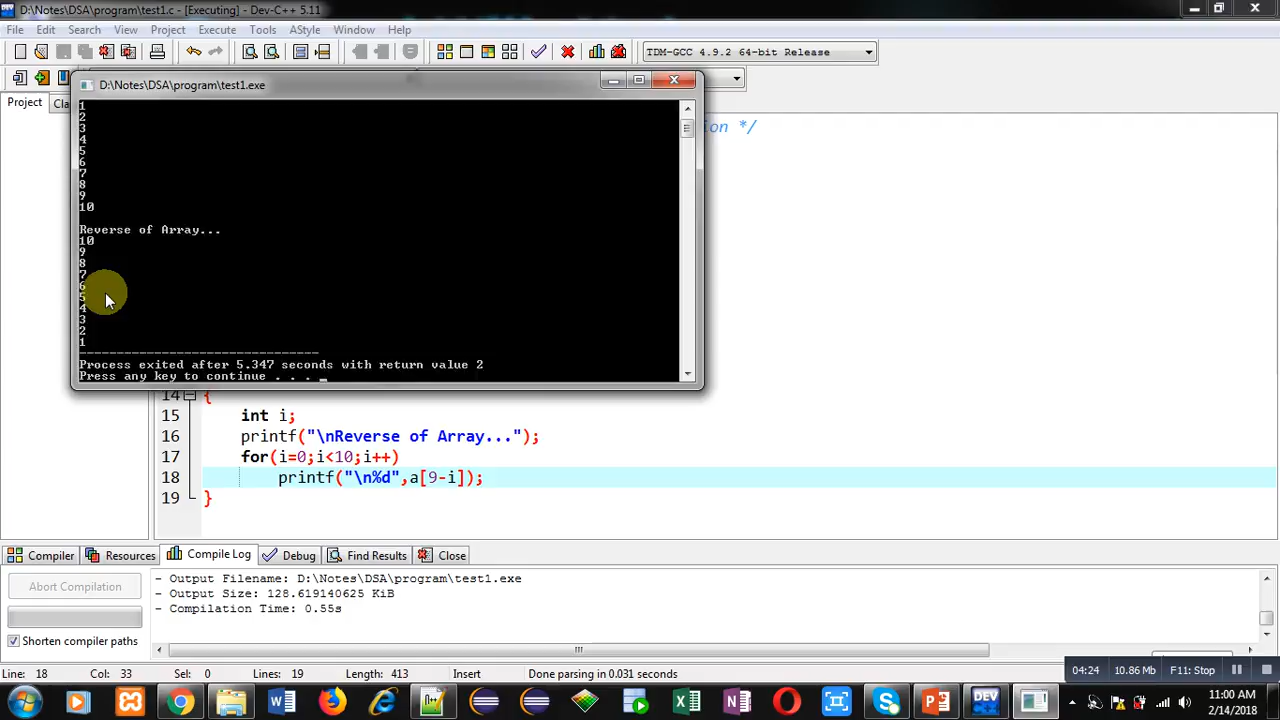 D:\Notes\DSA\program\test1.c - [Executing] - Dev-C++ 5.11
File Edit Search View Project Execute Tools AStyle Window Help
TDM-GCC 4.9.2 64-bit Release
D:\Notes\DSA\program\test1.exe
Project Cla
1
2
3
4
5
6
7
8
9
10
Reverse of Array...
10
9
8
7
6
5
4
3
2
1
--------------------------------
Process exited after 5.347 seconds with return value 2
Press any key to continue . . . _
ion */
14 {
15 int i;
16 printf("\nReverse of Array...");
17 for(i=0;i<10;i++)
18 printf("\n%d",a[9-i]);
19 }
Compiler Resources Compile Log Debug Find Results Close
Abort Compilation
Shorten compiler paths
- Output Filename: D:\Notes\DSA\program\test1.exe
- Output Size: 128.619140625 KiB
- Compilation Time: 0.55s
Line: 18 Col: 33 Sel: 0 Lines: 19 Length: 413 Insert Done parsing in 0.031 seconds
04:24 10.86 Mb F11: Stop
DEV
11:00 AM
2/14/2018